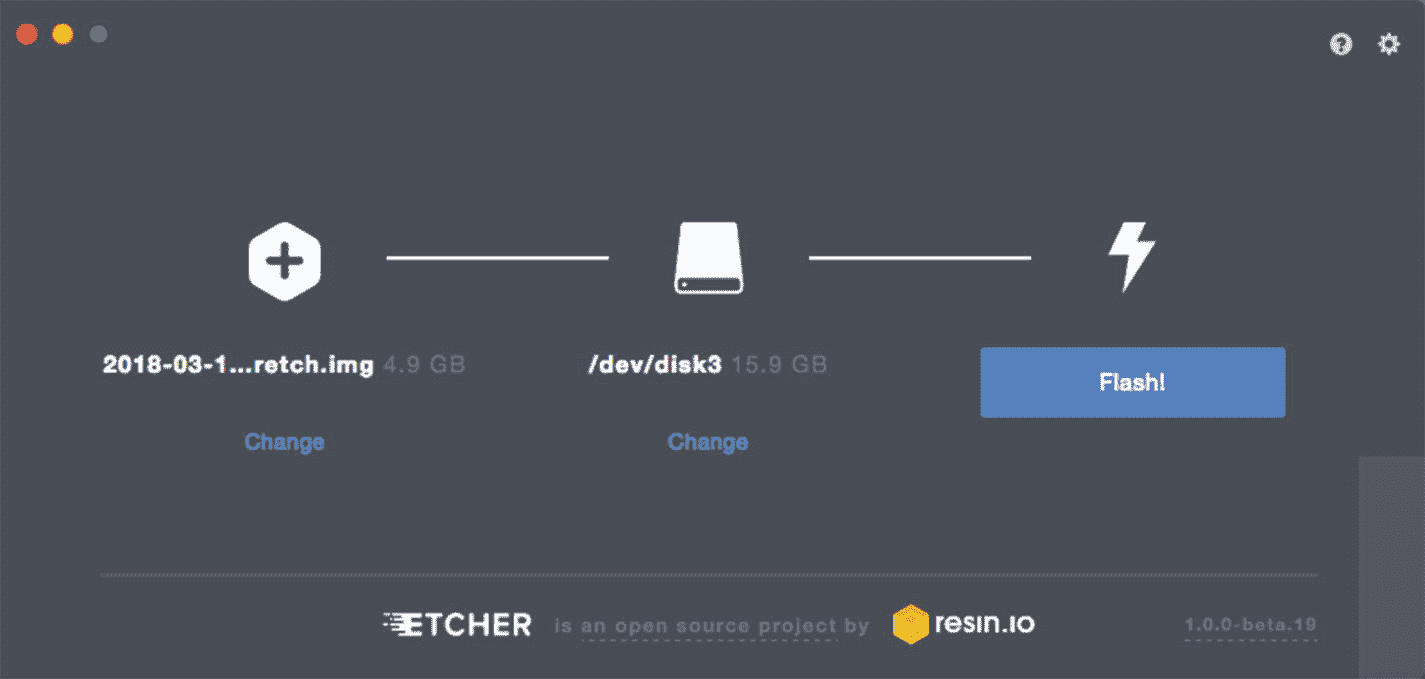 2018-03-1...retch.img 4.9 GB
/dev/disk3 15.9 GB
Flash!
Change
Change
ETCHER is an open source project by resin.io
1.0.0-beta.19